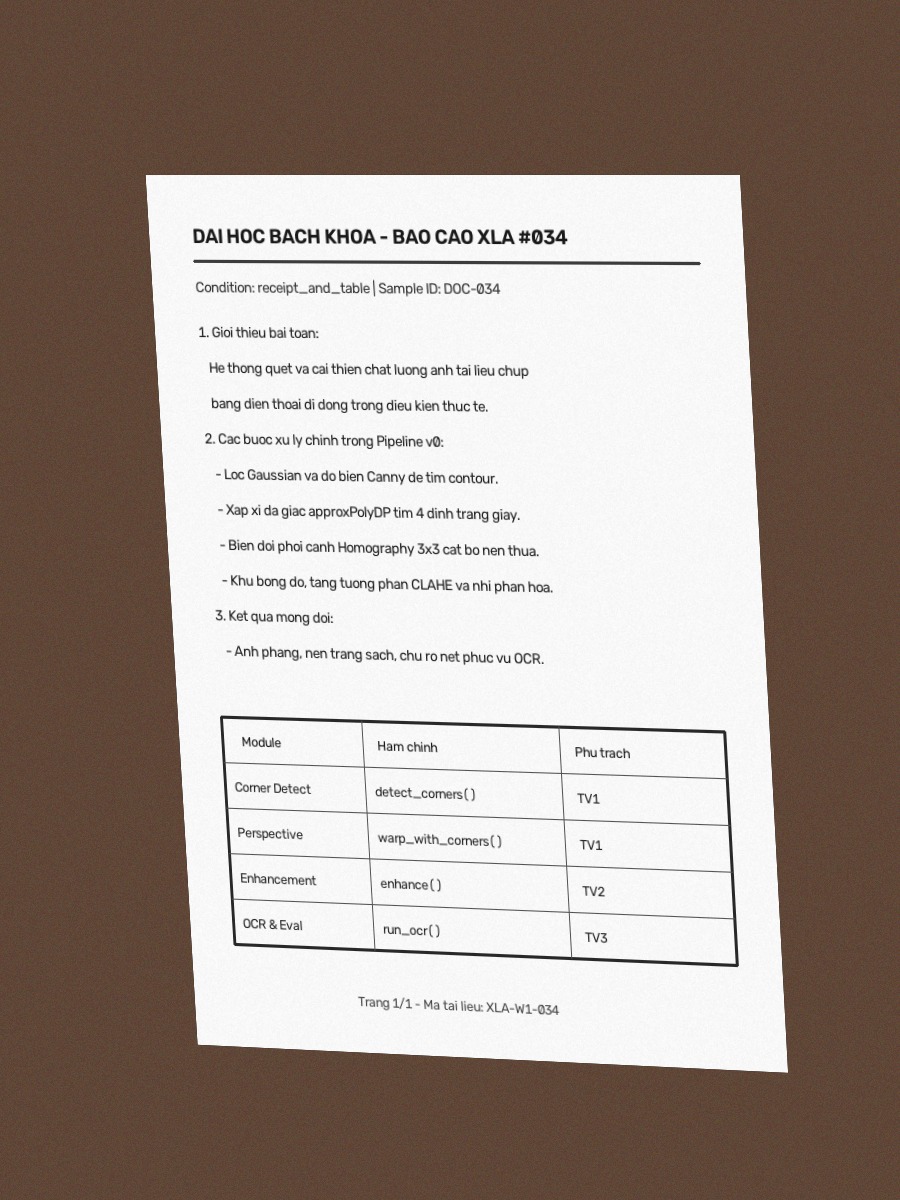 DAI HOC BACH KHOA - BAO CAO XLA #034
Condition: receipt_and_table | Sample ID: DOC-034
1. Gioi thieu bai toan:
He thong quet va cai thien chat luong anh tai lieu chup
bang dien thoai di dong trong dieu kien thuc te.
2. Cac buoc xu ly chinh trong Pipeline v0:
- Loc Gaussian va do bien Canny de tim contour.
- Xap xi da giac approxPolyDP tim 4 dinh trang giay.
- Bien doi phoi canh Homography 3x3 cat bo nen thua.
- Khu bong do, tang tuong phan CLAHE va nhi phan hoa.
3. Ket qua mong doi:
- Anh phang, nen trang sach, chu ro net phuc vu OCR.
Module Ham chinh Phu trach
Corner Detect detect_corners() TV1
Perspective warp_with_corners() TV1
Enhancement enhance() TV2
OCR & Eval run_ocr() TV3
Trang 1/1 - Ma tai lieu: XLA-W1-034